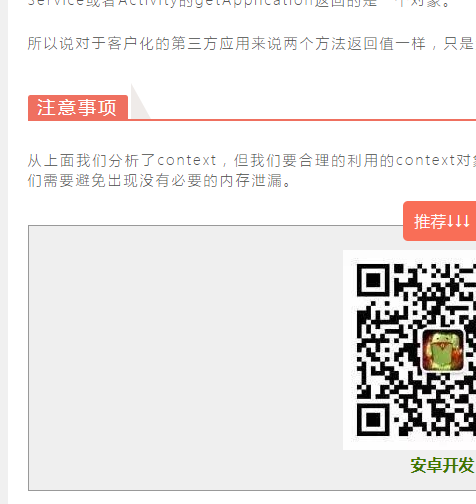 Service或者Activity的getApplication返回的是一个对象。
所以说对于客户化的第三方应用来说两个方法返回值一样，只是
注意事项
从上面我们分析了context，但我们要合理的利用的context对
们需要避免出现没有必要的内存泄漏。
推荐↓↓↓
安卓开发